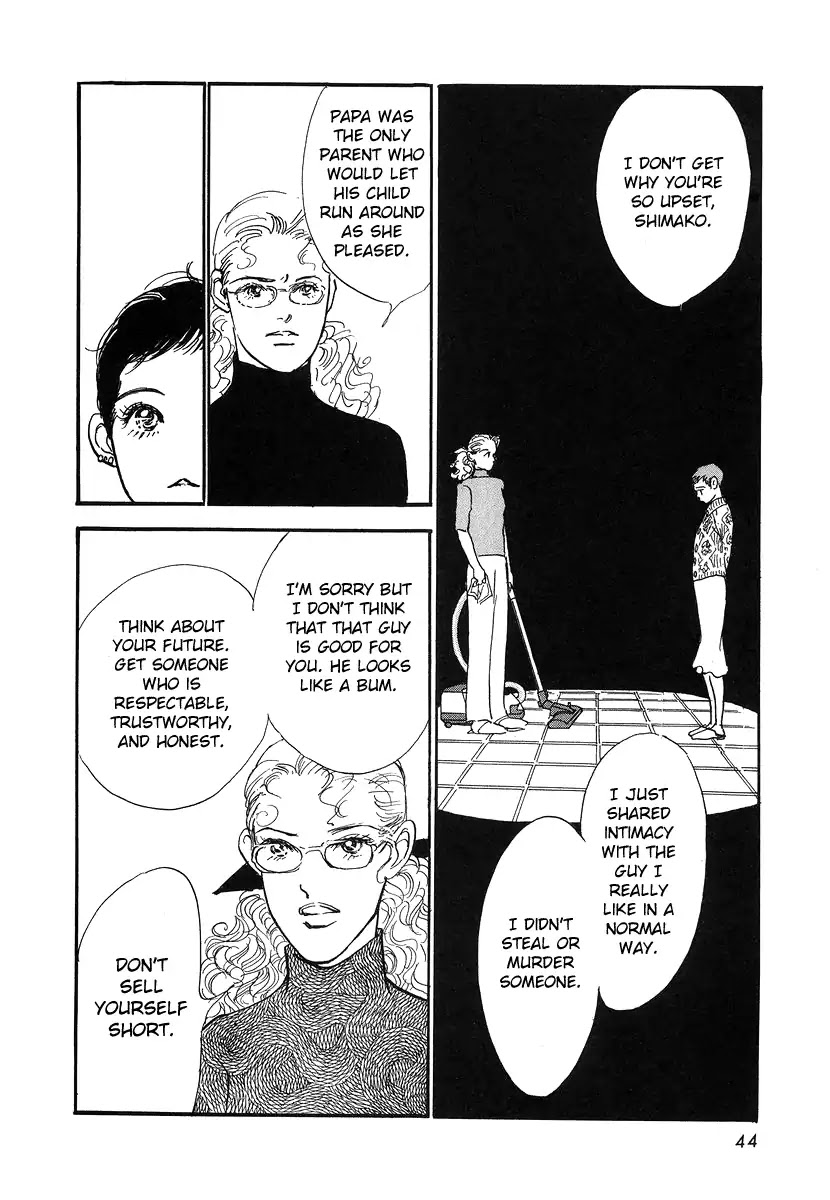 I DON'T GET
WHY YOU'RE
SO UPSET,
SHIMAKO.
I JUST
SHARED
INTIMACY
WITH THE
GUY I
REALLY
LIKE IN A
NORMAL
WAY.
I DIDN'T
STEAL OR
MURDER
SOMEONE.
PAPA WAS
THE ONLY
PARENT WHO
WOULD LET
HIS CHILD
RUN AROUND
AS SHE
PLEASED.
I'M SORRY BUT
I DON'T THINK
THAT THAT GUY
IS GOOD FOR
YOU. HE LOOKS
LIKE A BUM.
THINK ABOUT
YOUR FUTURE.
GET SOMEONE
WHO IS
RESPECTABLE,
TRUSTWORTHY,
AND HONEST.
DON'T
SELL
YOURSELF
SHORT.
44